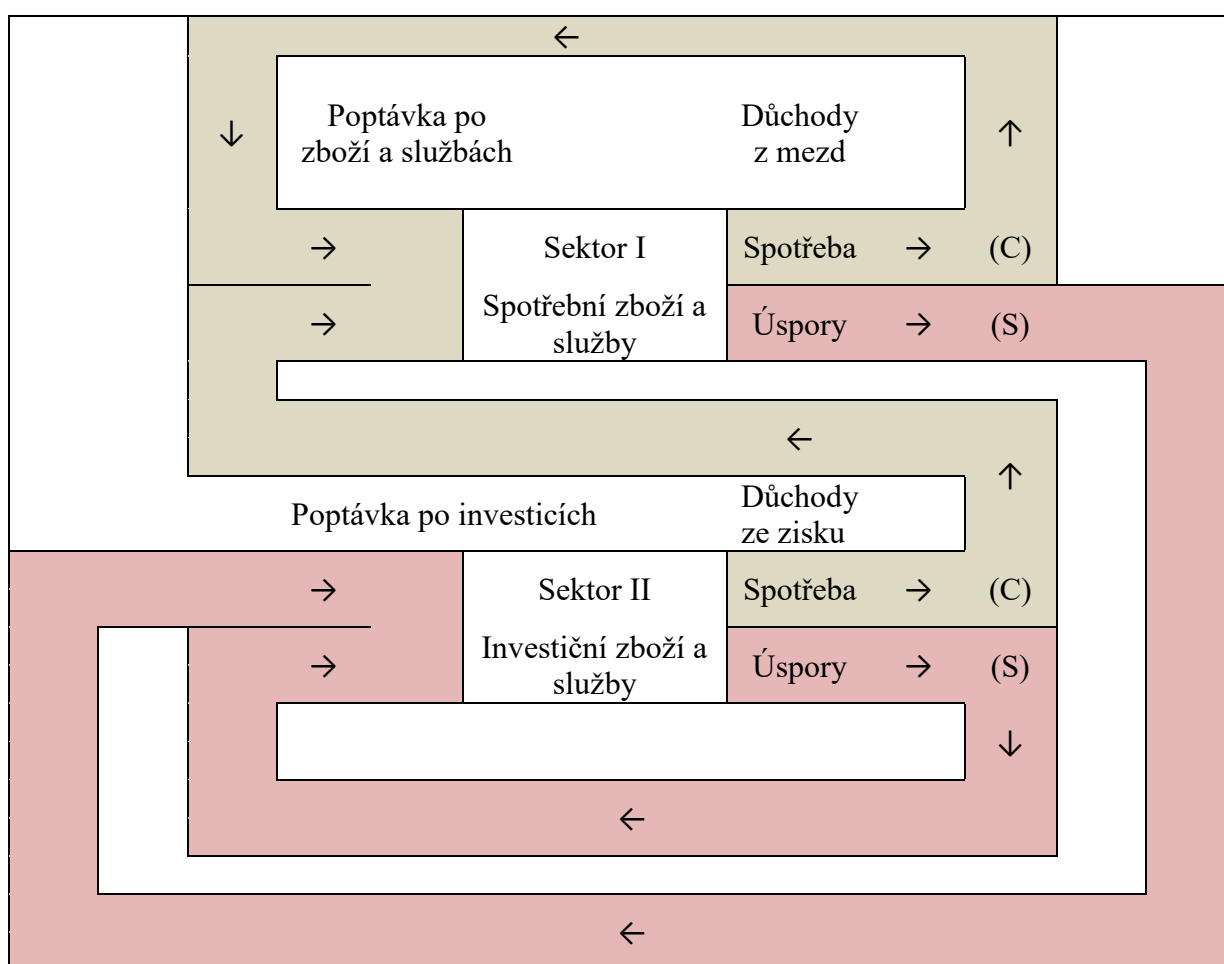 ←
↓
Poptávka po
zboží a službách
Důchody
z mezd
↑
→
Sektor I
Spotřeba → (C)
→
Spotřební zboží a
služby
Úspory → (S)
←
↑
Poptávka po investicích
Důchody
ze zisku
→
Sektor II
Spotřeba → (C)
→
Investiční zboží a
služby
Úspory → (S)
↓
←
←